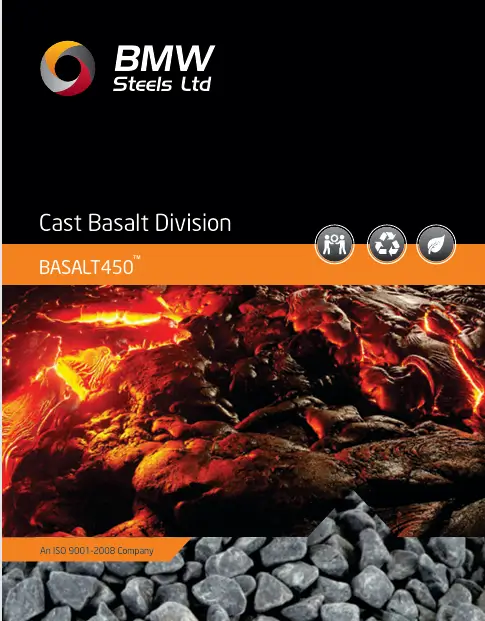 BMW
Steels Ltd
Cast Basalt Division
BASALT450™
An ISO 9001-2008 Company